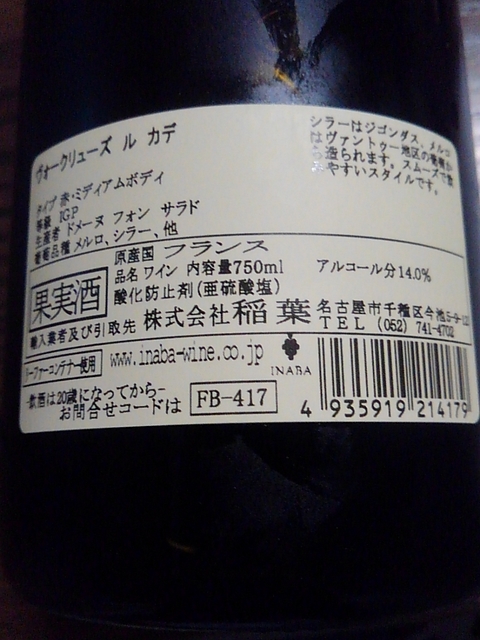 ヴォークリューズ ル カデ
シラーはジゴンダス、メルロ
はヴァントゥー地区の葡萄か
ら造られます。スムーズで飲
みやすいスタイルです。
タイプ 赤・ミディアムボディ
等級 IGP
生産者 ドメーヌ フォン サラド
葡萄品種 メルロ、シラー、他
果実酒
原産国 フランス
品名 ワイン 内容量750ml アルコール分14.0%
酸化防止剤(亜硫酸塩)
輸入業者及び引取先 株式会社 稲葉
名古屋市千種区今池5-9-12
TEL (052) 741-4702
リーファーコンテナー使用
www.inaba-wine.co.jp
INABA
-飲酒は20歳になってから-
お問合せコードは FB-417
4 935919 214179